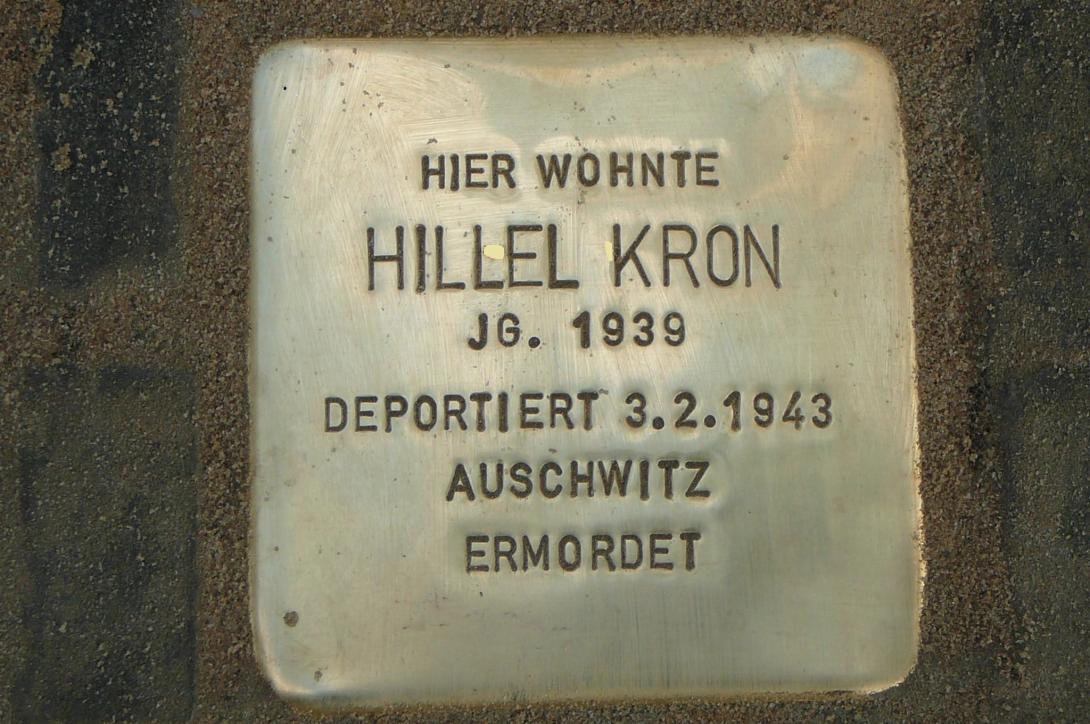 HIER WOHNTE
HILLEL KRON
JG. 1939
DEPORTIERT 3.2.1943
AUSCHWITZ
ERMORDET